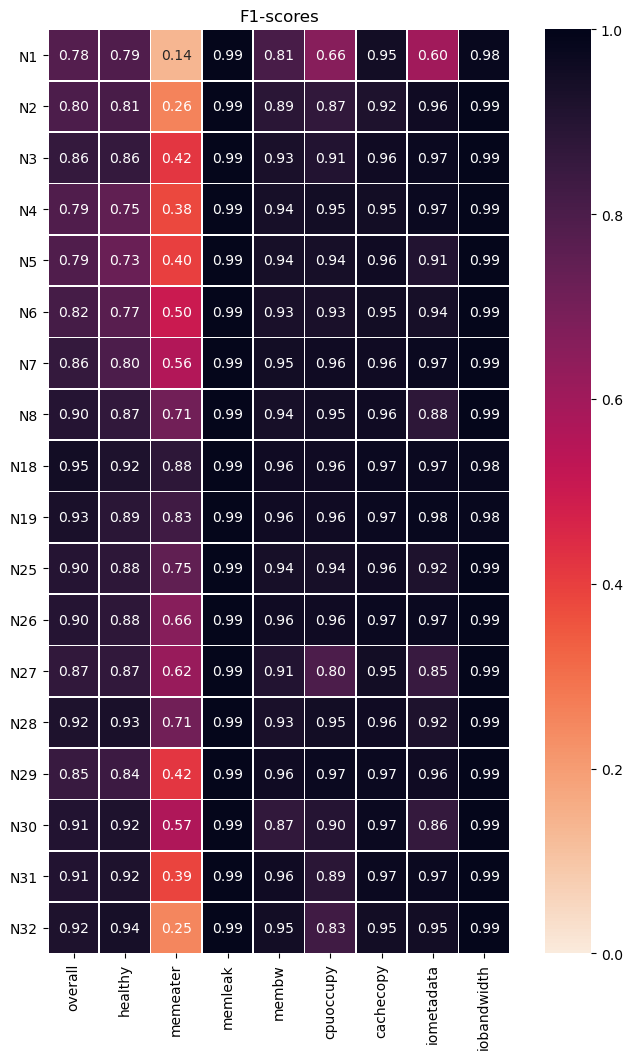 F1-scores
N1 0.78 0.79 0.14 0.99 0.81 0.66 0.95 0.60 0.98
N2 0.80 0.81 0.26 0.99 0.89 0.87 0.92 0.96 0.99
N3 0.86 0.86 0.42 0.99 0.93 0.91 0.96 0.97 0.99
N4 0.79 0.75 0.38 0.99 0.94 0.95 0.95 0.97 0.99
N5 0.79 0.73 0.40 0.99 0.94 0.94 0.96 0.91 0.99
N6 0.82 0.77 0.50 0.99 0.93 0.93 0.95 0.94 0.99
N7 0.86 0.80 0.56 0.99 0.95 0.96 0.96 0.97 0.99
N8 0.90 0.87 0.71 0.99 0.94 0.95 0.96 0.88 0.99
N18 0.95 0.92 0.88 0.99 0.96 0.96 0.97 0.97 0.98
N19 0.93 0.89 0.83 0.99 0.96 0.96 0.97 0.98 0.98
N25 0.90 0.88 0.75 0.99 0.94 0.94 0.96 0.92 0.99
N26 0.90 0.88 0.66 0.99 0.96 0.96 0.97 0.97 0.99
N27 0.87 0.87 0.62 0.99 0.91 0.80 0.95 0.85 0.99
N28 0.92 0.93 0.71 0.99 0.93 0.95 0.96 0.92 0.99
N29 0.85 0.84 0.42 0.99 0.96 0.97 0.97 0.96 0.99
N30 0.91 0.92 0.57 0.99 0.87 0.90 0.97 0.86 0.99
N31 0.91 0.92 0.39 0.99 0.96 0.89 0.97 0.97 0.99
N32 0.92 0.94 0.25 0.99 0.95 0.83 0.95 0.95 0.99
overall
healthy
memeater
memleak
membw
cpuoccupy
cachecopy
iometadata
iobandwidth
1.0
0.8
0.6
0.4
0.2
0.0